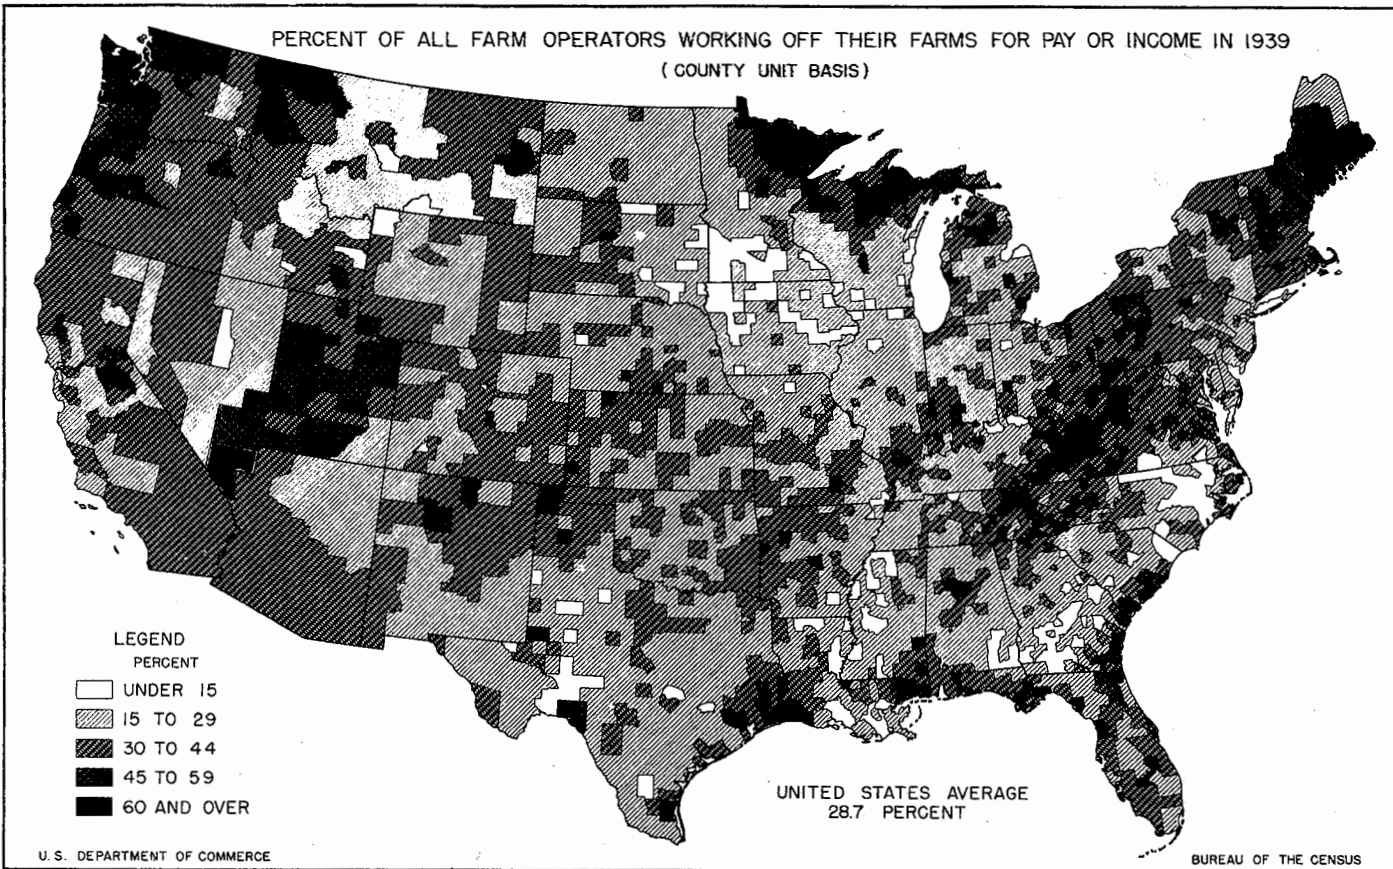 PERCENT OF ALL FARM OPERATORS WORKING OFF THEIR FARMS FOR PAY OR INCOME IN 1939
(COUNTY UNIT BASIS)
LEGEND
PERCENT
UNDER 15
15 TO 29
30 TO 44
45 TO 59
60 AND OVER
UNITED STATES AVERAGE
28.7 PERCENT
U. S. DEPARTMENT OF COMMERCE
BUREAU OF THE CENSUS